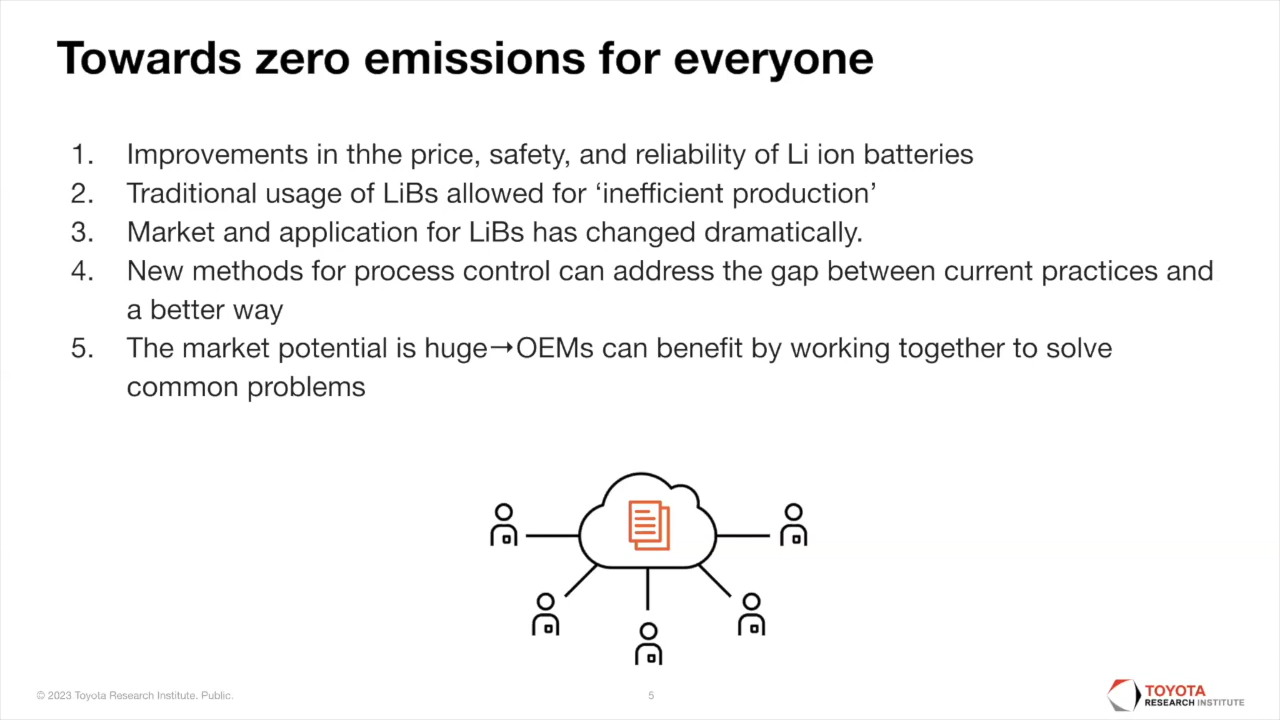 Towards zero emissions for everyone
1. Improvements in thhe price, safety, and reliability of Li ion batteries
2. Traditional usage of LiBs allowed for ‘inefficient production’
3. Market and application for LiBs has changed dramatically.
4. New methods for process control can address the gap between current practices and
a better way
5. The market potential is huge→OEMs can benefit by working together to solve
common problems
© 2023 Toyota Research Institute. Public.
5
TOYOTA
RESEARCH INSTITUTE